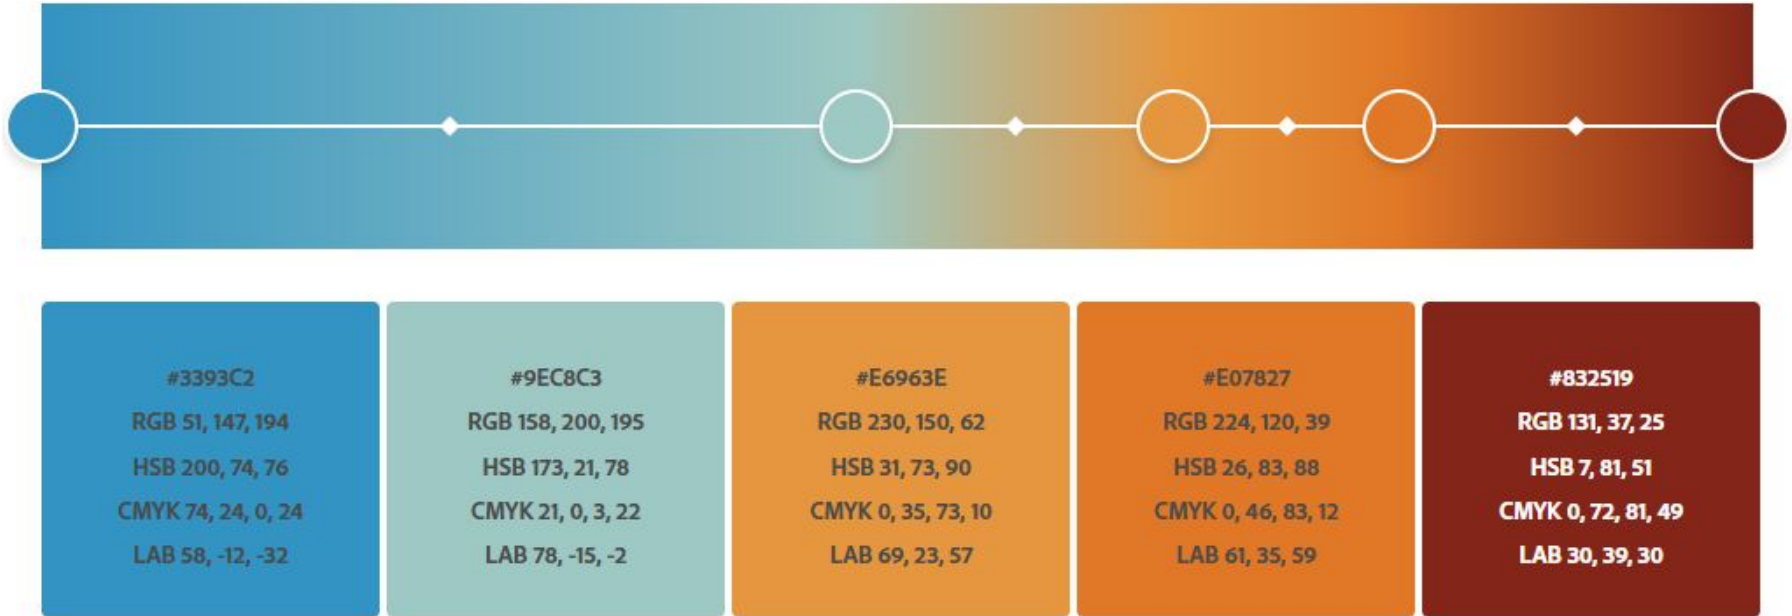 #3393C2
RGB 51, 147, 194
HSB 200, 74, 76
CMYK 74, 24, 0, 24
LAB 58, -12, -32
#9EC8C3
RGB 158, 200, 195
HSB 173, 21, 78
CMYK 21, 0, 3, 22
LAB 78, -15, -2
#E6963E
RGB 230, 150, 62
HSB 31, 73, 90
CMYK 0, 35, 73, 10
LAB 69, 23, 57
#E07827
RGB 224, 120, 39
HSB 26, 83, 88
CMYK 0, 46, 83, 12
LAB 61, 35, 59
#832519
RGB 131, 37, 25
HSB 7, 81, 51
CMYK 0, 72, 81, 49
LAB 30, 39, 30